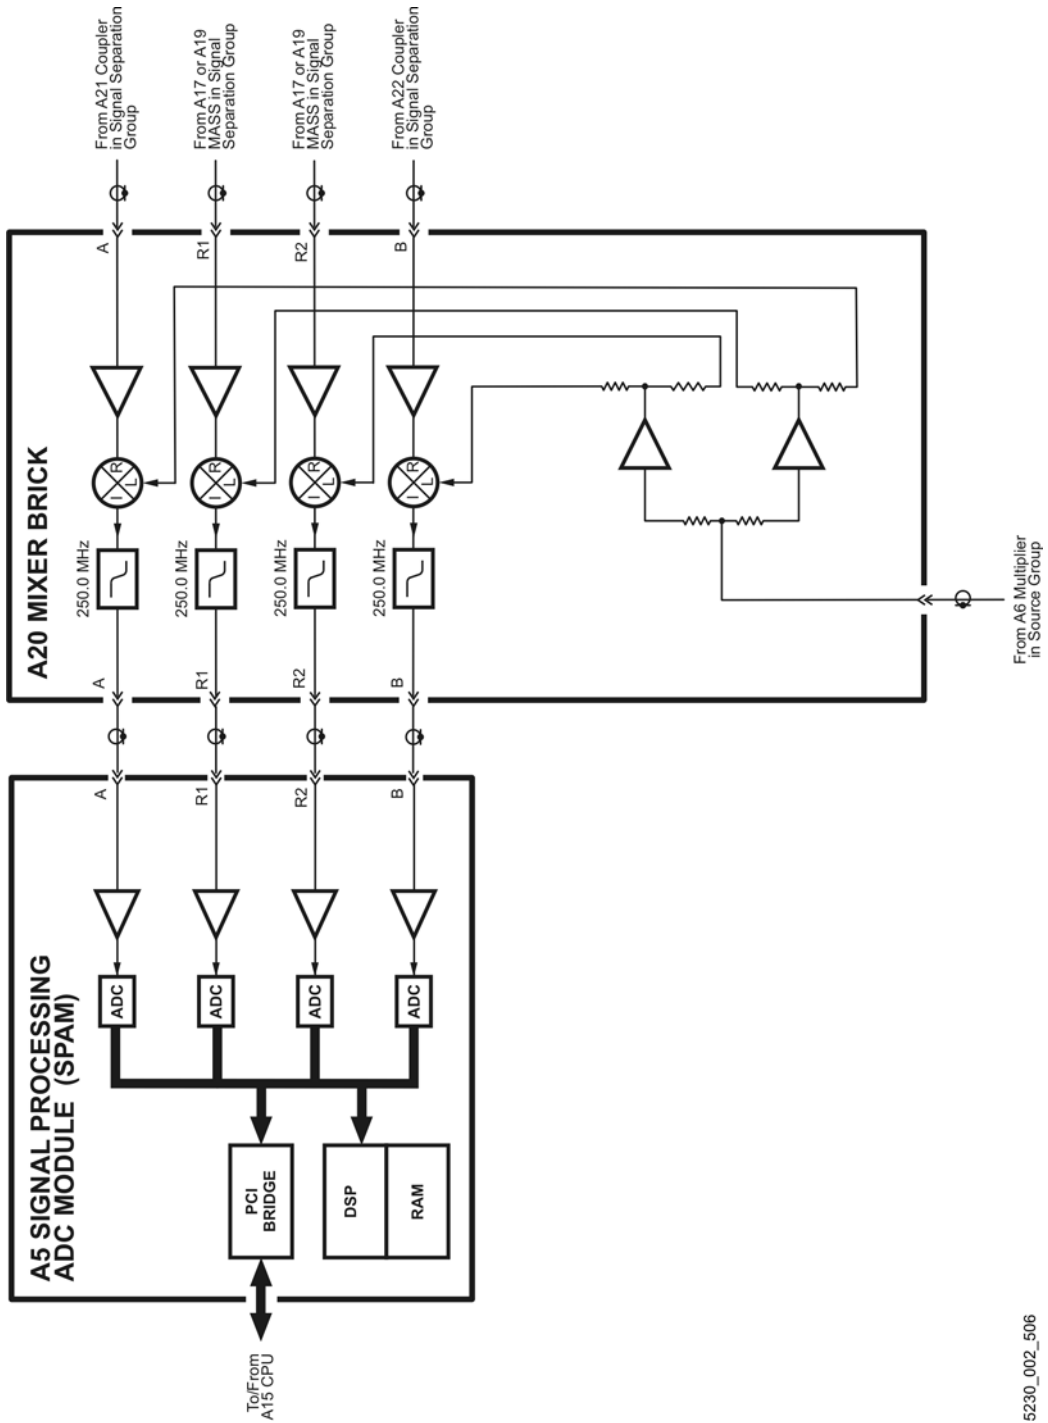 From A21 Coupler
in Signal Separation
Group
From A17 or A19
MASS in Signal
Separation Group
From A17 or A19
MASS in Signal
Separation Group
From A22 Coupler
in Signal Separation
Group
A
R1
R2
B
A20 MIXER BRICK
R
L
I
R
L
I
R
L
I
R
L
I
250.0 MHz
250.0 MHz
250.0 MHz
250.0 MHz
From A6 Multiplier
in Source Group
A
R1
R2
B
A
R1
R2
B
A5 SIGNAL PROCESSING
ADC MODULE (SPAM)
ADC
ADC
ADC
ADC
PCI
BRIDGE
DSP
RAM
To/From
A15 CPU
5230_002_506